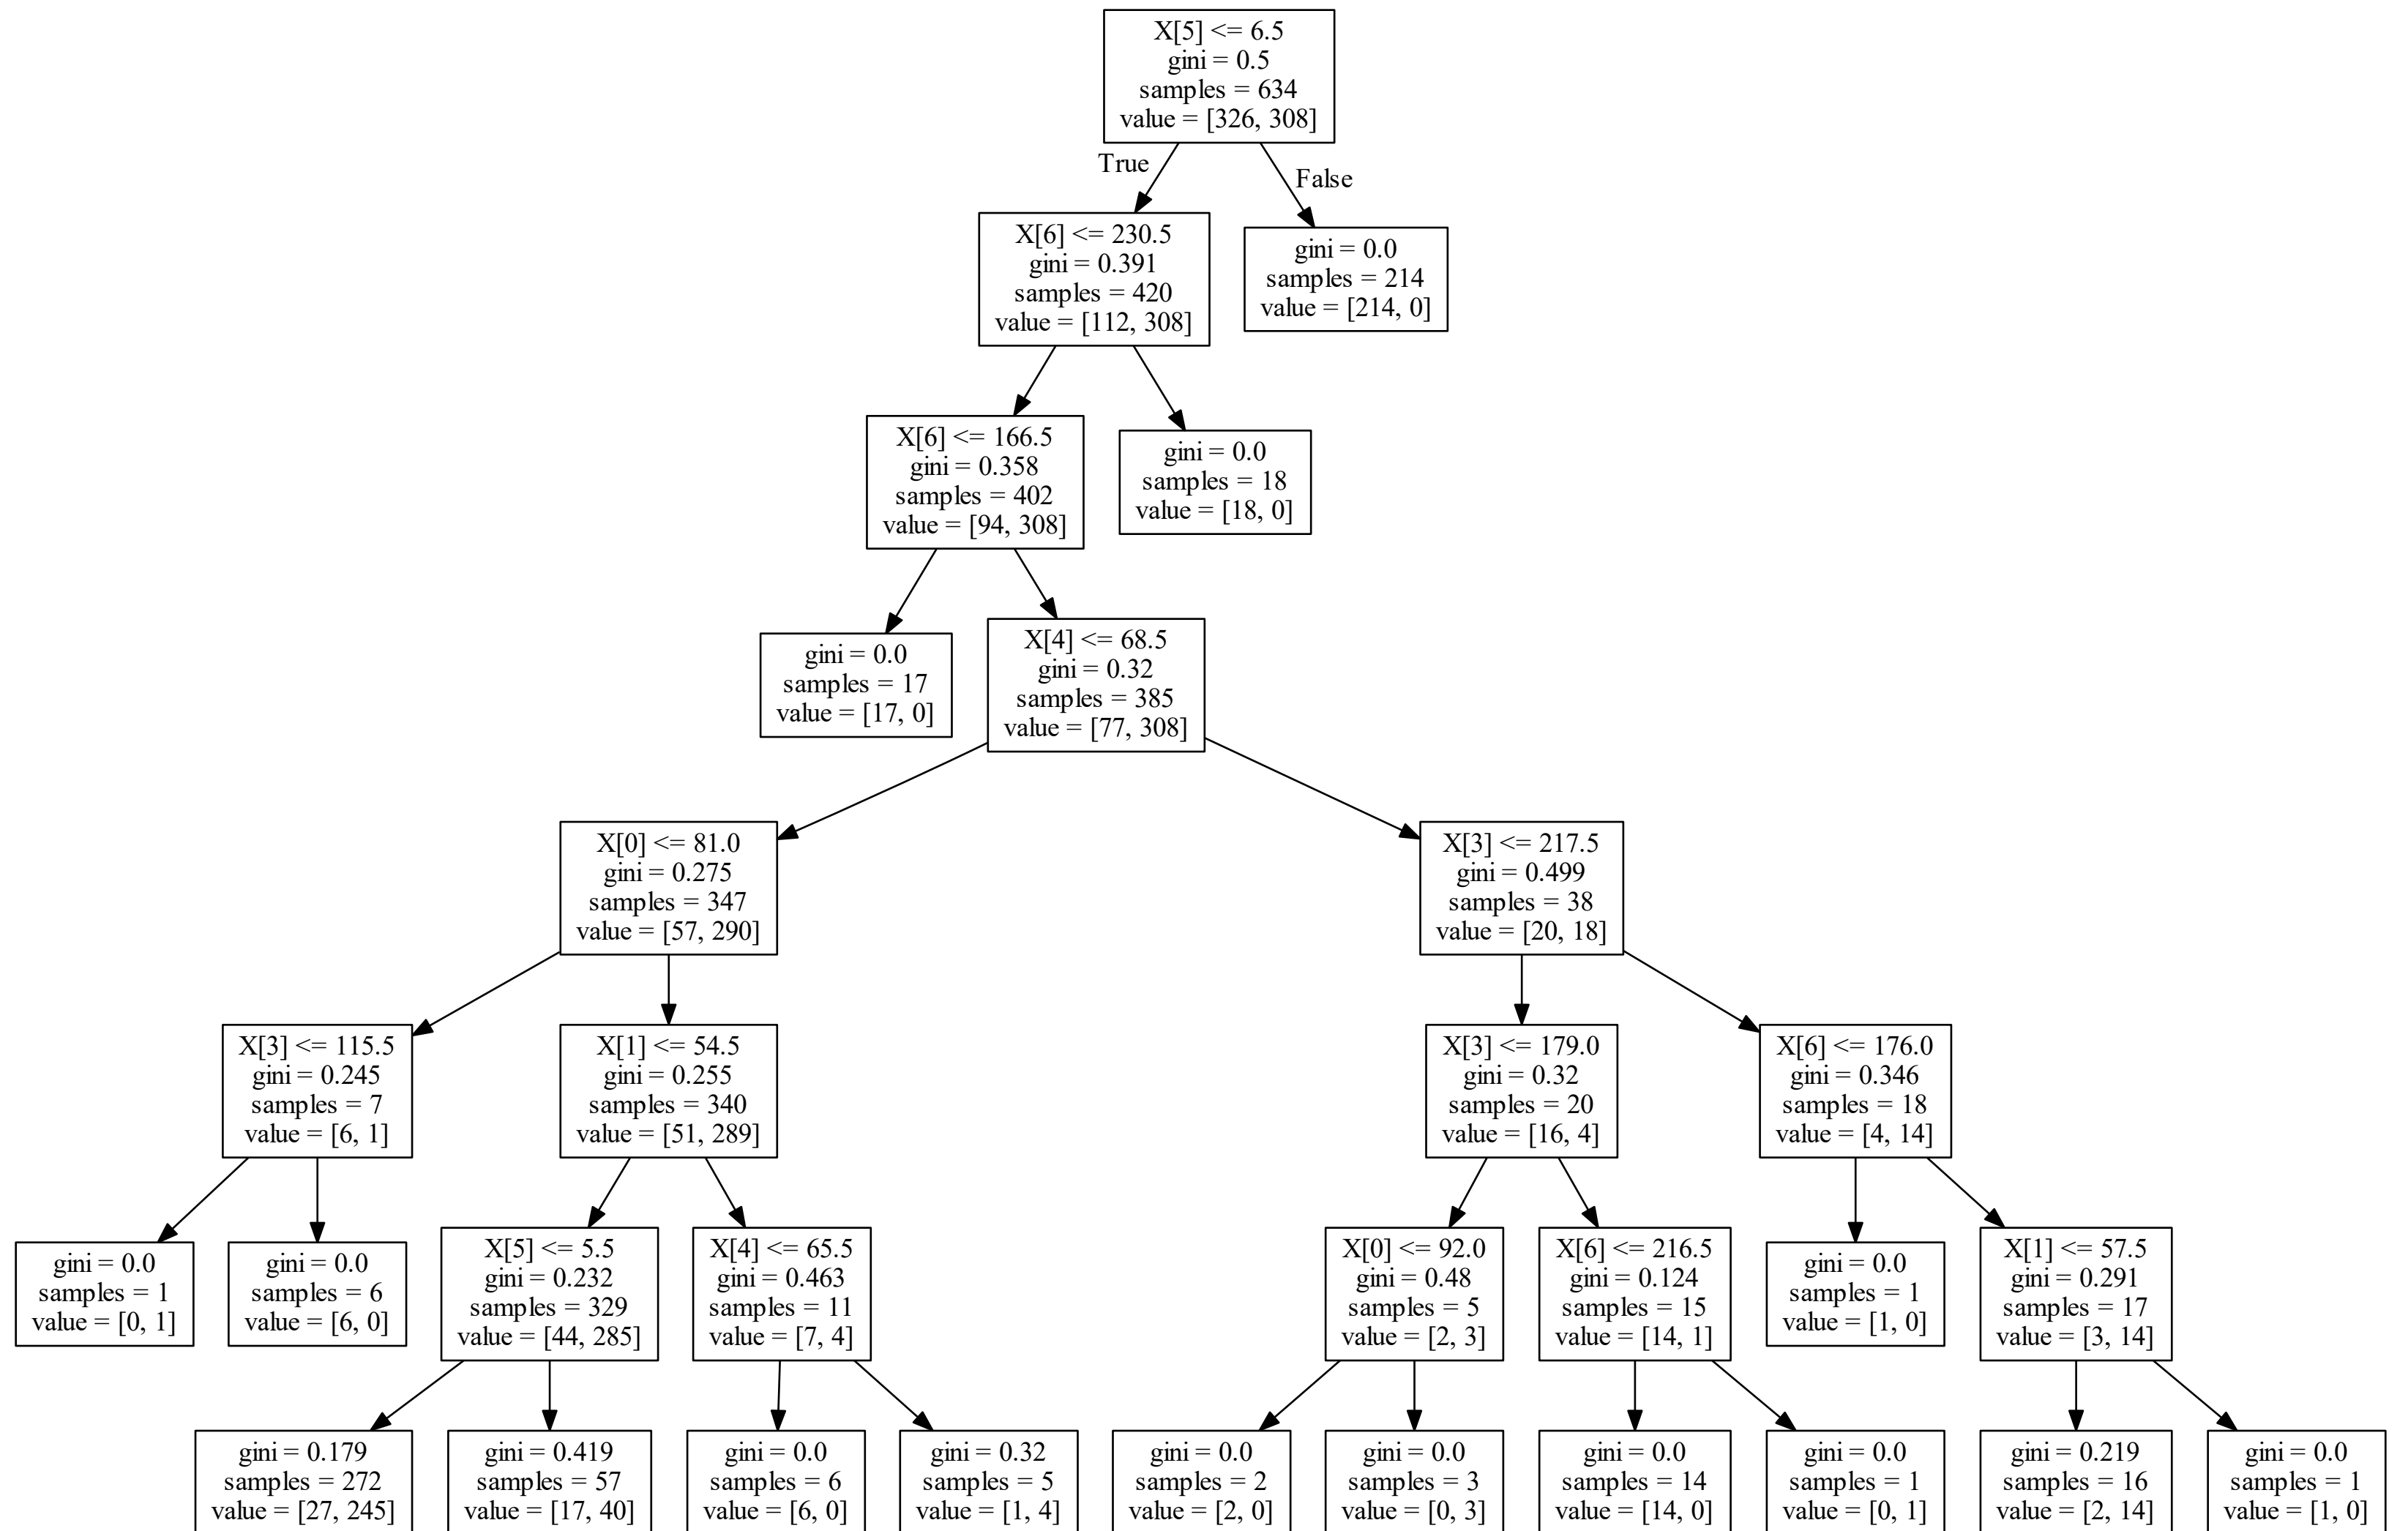 X[5] <= 6.5
gini = 0.5
samples = 634
value = [326, 308]
True
False
X[6] <= 230.5
gini = 0.391
samples = 420
value = [112, 308]
gini = 0.0
samples = 214
value = [214, 0]
X[6] <= 166.5
gini = 0.358
samples = 402
value = [94, 308]
gini = 0.0
samples = 18
value = [18, 0]
gini = 0.0
samples = 17
value = [17, 0]
X[4] <= 68.5
gini = 0.32
samples = 385
value = [77, 308]
X[0] <= 81.0
gini = 0.275
samples = 347
value = [57, 290]
X[3] <= 217.5
gini = 0.499
samples = 38
value = [20, 18]
X[3] <= 115.5
gini = 0.245
samples = 7
value = [6, 1]
X[1] <= 54.5
gini = 0.255
samples = 340
value = [51, 289]
X[3] <= 179.0
gini = 0.32
samples = 20
value = [16, 4]
X[6] <= 176.0
gini = 0.346
samples = 18
value = [4, 14]
gini = 0.0
samples = 1
value = [0, 1]
gini = 0.0
samples = 6
value = [6, 0]
X[5] <= 5.5
gini = 0.232
samples = 329
value = [44, 285]
X[4] <= 65.5
gini = 0.463
samples = 11
value = [7, 4]
X[0] <= 92.0
gini = 0.48
samples = 5
value = [2, 3]
X[6] <= 216.5
gini = 0.124
samples = 15
value = [14, 1]
gini = 0.0
samples = 1
value = [1, 0]
X[1] <= 57.5
gini = 0.291
samples = 17
value = [3, 14]
gini = 0.179
samples = 272
value = [27, 245]
gini = 0.419
samples = 57
value = [17, 40]
gini = 0.0
samples = 6
value = [6, 0]
gini = 0.32
samples = 5
value = [1, 4]
gini = 0.0
samples = 2
value = [2, 0]
gini = 0.0
samples = 3
value = [0, 3]
gini = 0.0
samples = 14
value = [14, 0]
gini = 0.0
samples = 1
value = [0, 1]
gini = 0.219
samples = 16
value = [2, 14]
gini = 0.0
samples = 1
value = [1, 0]